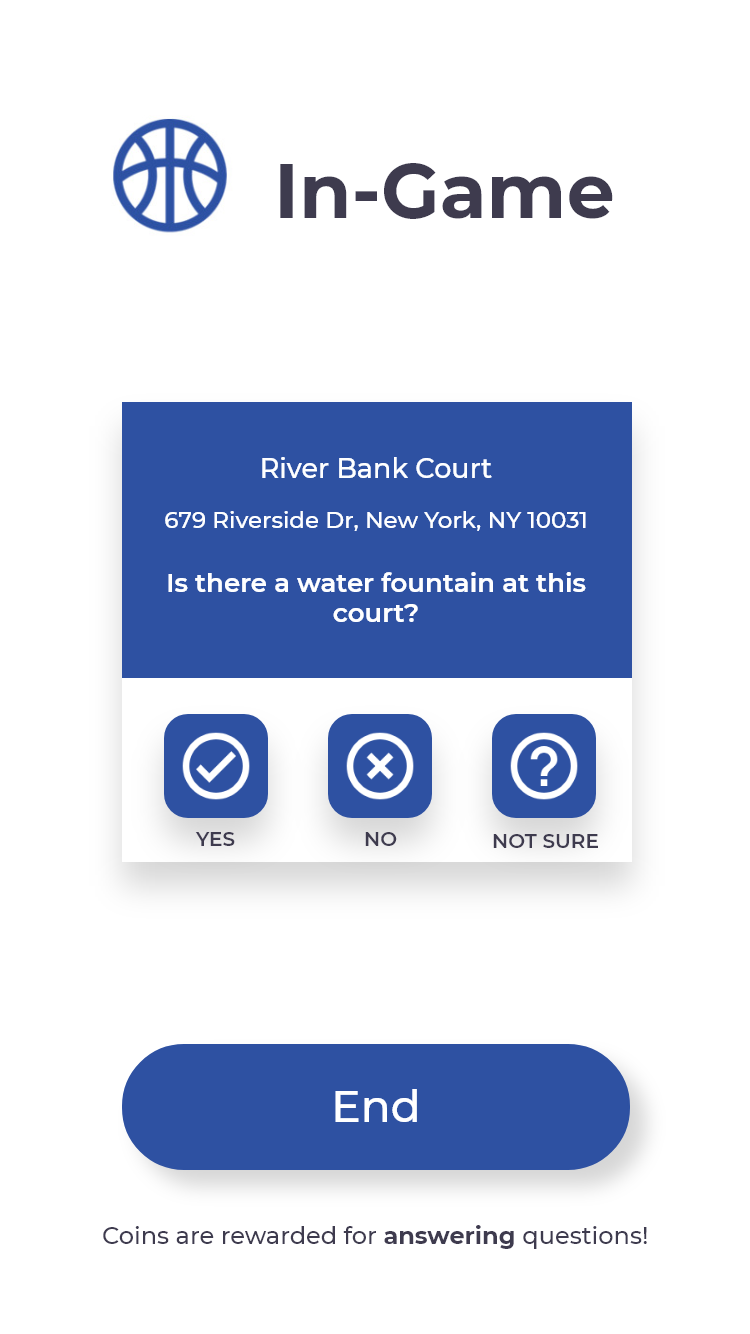 In-Game
River Bank Court
679 Riverside Dr, New York, NY 10031
Is there a water fountain at this
court?
YES
NO
NOT SURE
End
Coins are rewarded for answering questions!